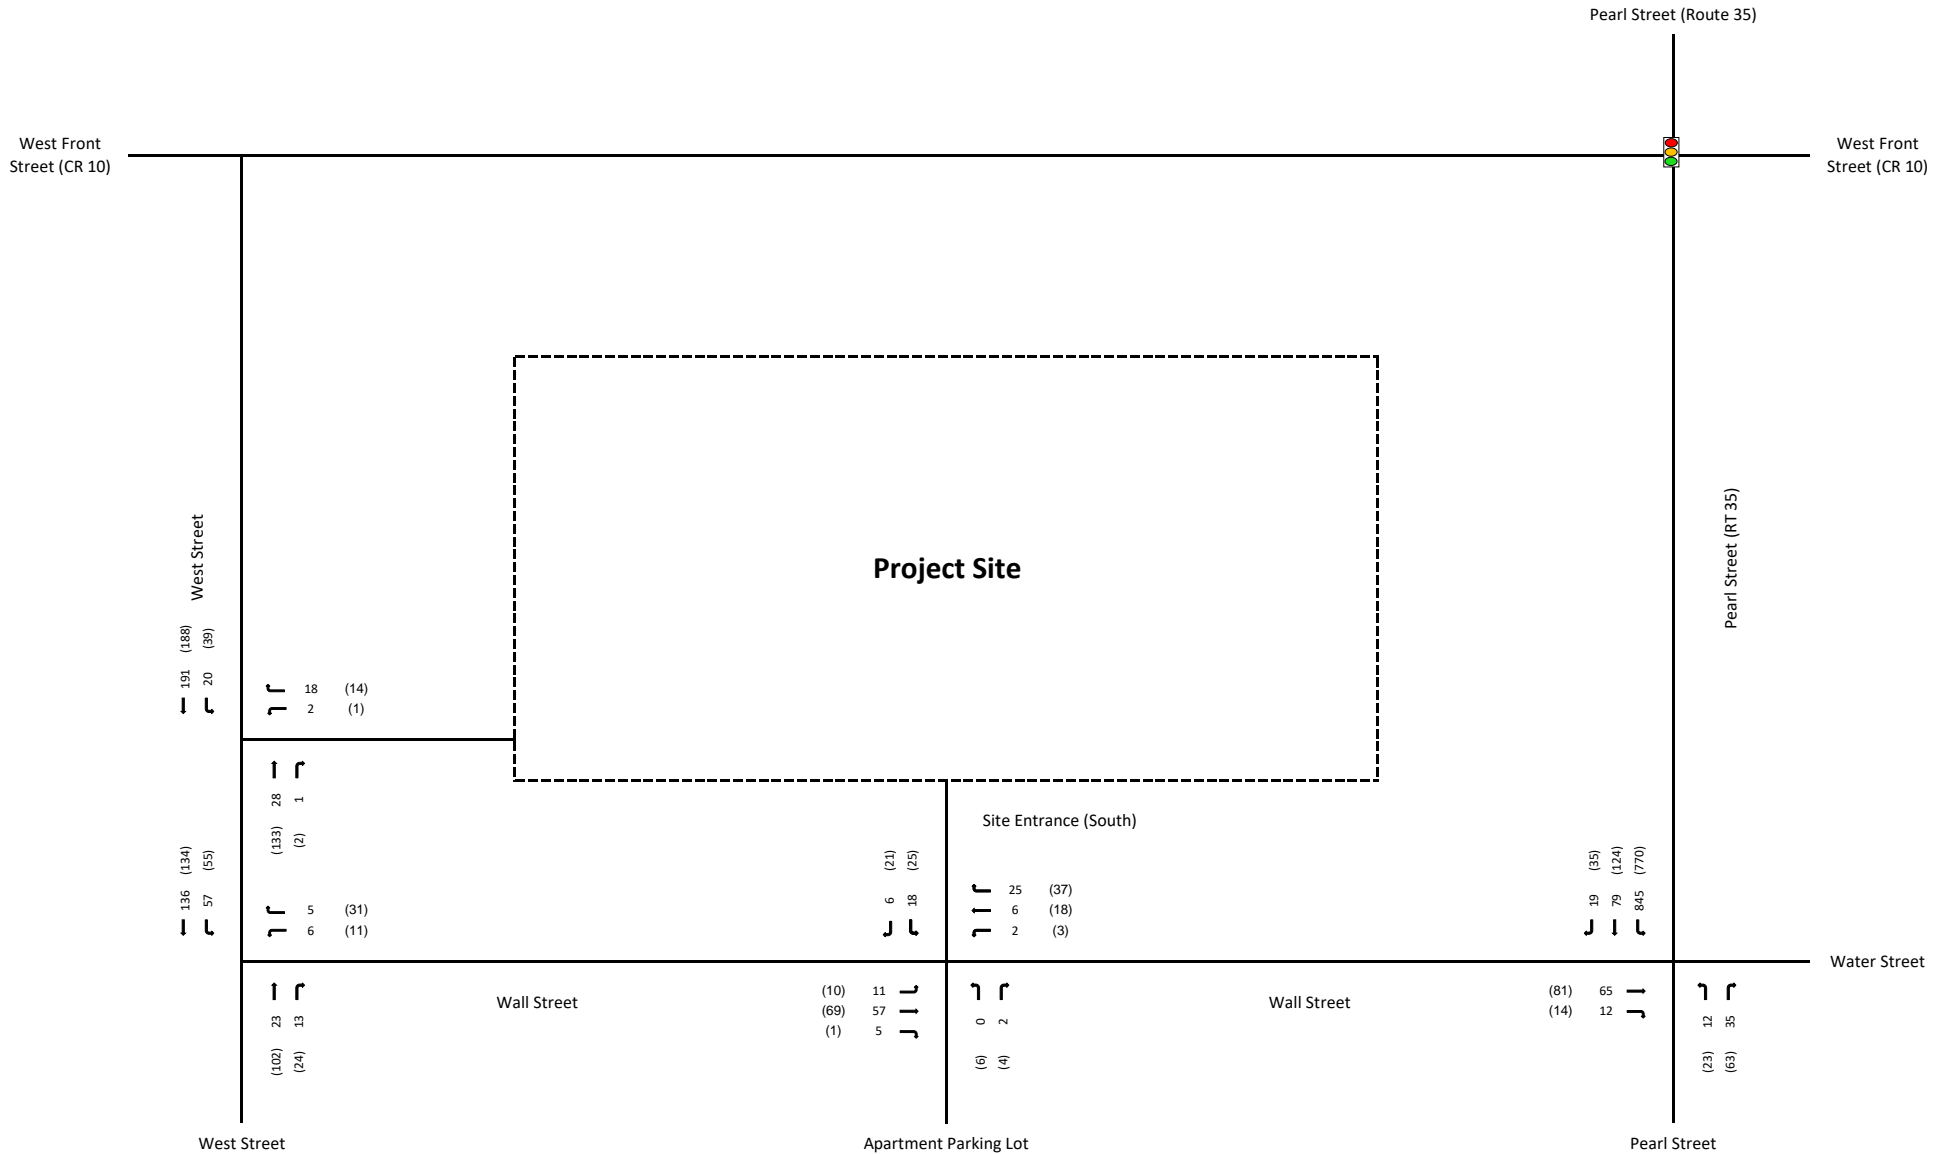 Pearl Street (Route 35)
West Front
Street (CR 10)
West Front
Street (CR 10)
West Street
Pearl Street (RT 35)
Project Site
191 (188)
20 (39)
18 (14)
2 (1)
28 (133)
1 (2)
Site Entrance (South)
136 (134)
57 (55)
5 (31)
6 (11)
6 (21)
18 (25)
25 (37)
6 (18)
2 (3)
19 (35)
79 (124)
845 (770)
Water Street
23 (102)
13 (24)
Wall Street
(10) 11
(69) 57
(1) 5
0 (6)
2 (4)
Wall Street
(81) 65
(14) 12
12 (23)
35 (63)
West Street
Apartment Parking Lot
Pearl Street